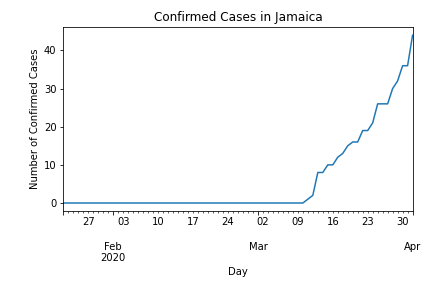 Confirmed Cases in Jamaica
Number of Confirmed Cases
40
30
20
10
0
27 03 10 17 24 02 09 16 23 30
Feb Mar Apr
2020
Day